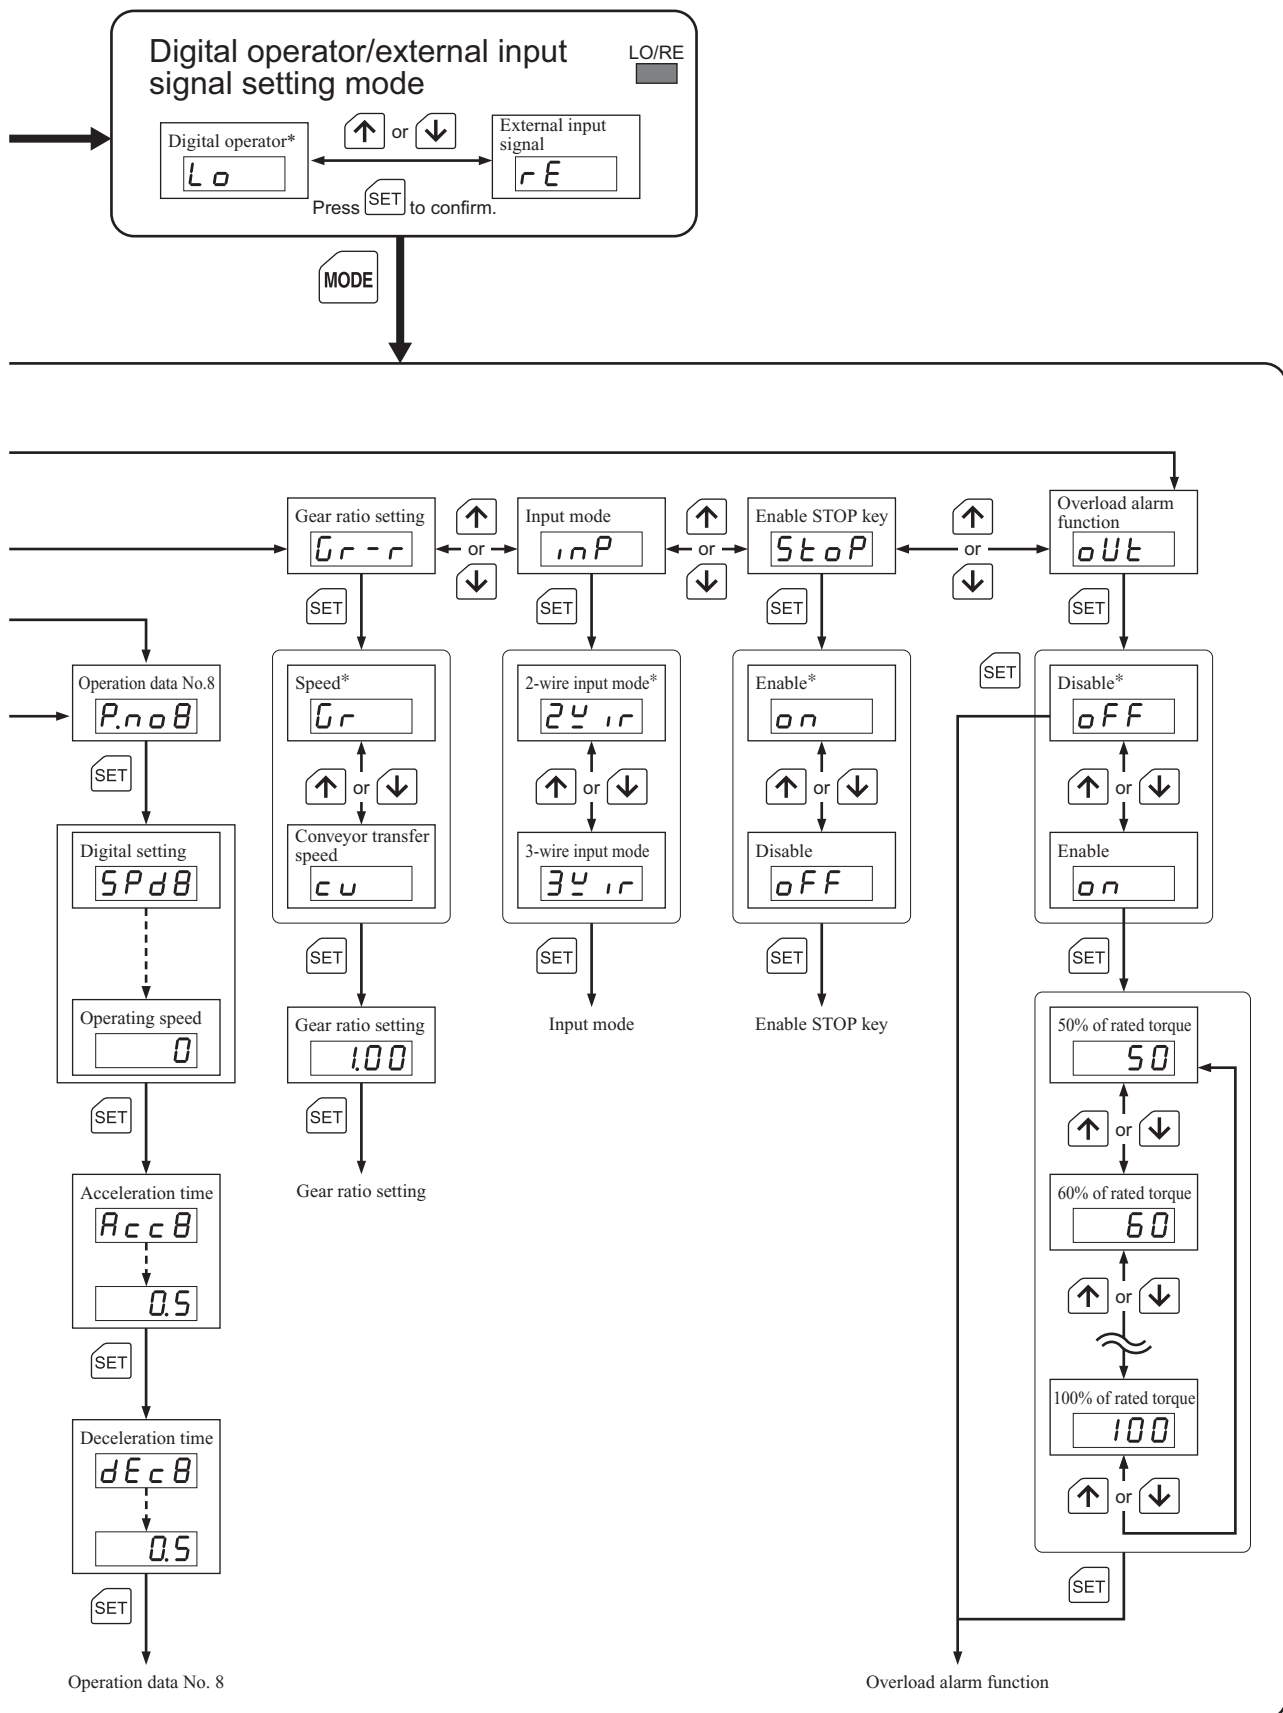 Digital operator/external input
signal setting mode
LO/RE
Digital operator*
Lo
or
External input
signal
rE
Press SET to confirm.
MODE
Gear ratio setting
Gr-r
or
Input mode
inP
or
Enable STOP key
StoP
or
Overload alarm
function
oUt
SET
SET
SET
SET
Operation data No.8
P.no8
SET
Speed*
Gr
or
Conveyor transfer
speed
cv
SET
Gear ratio setting
1.00
SET
Gear ratio setting
2-wire input mode*
2wir
or
3-wire input mode
3wir
SET
Input mode
Enable*
on
or
Disable
oFF
SET
Enable STOP key
SET
Disable*
oFF
or
Enable
on
SET
50% of rated torque
50
or
60% of rated torque
60
or
100% of rated torque
100
or
SET
Overload alarm function
Digital setting
SPd8
Operating speed
0
SET
Acceleration time
Acc8
0.5
SET
Deceleration time
dEc8
0.5
SET
Operation data No. 8